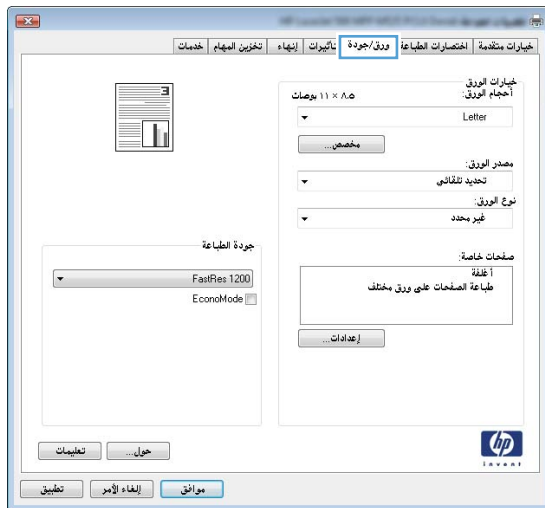 خيارات متقدمة اختصارات الطباعة ورق/جودة تأثيرات إنهاء تخزين المهام خدمات
خيارات الورق
أحجام الورق: ٨.٥ × ١١ بوصات
Letter
مخصص...
مصدر الورق:
تحديد تلقائي
نوع الورق:
غير محدد
صفحات خاصة:
أغلفة
طباعة الصفحات على ورق مختلف
إعدادات...
جودة الطباعة
FastRes 1200
EconoMode
hp
invent
حول... تعليمات
موافق إلغاء الأمر تطبيق